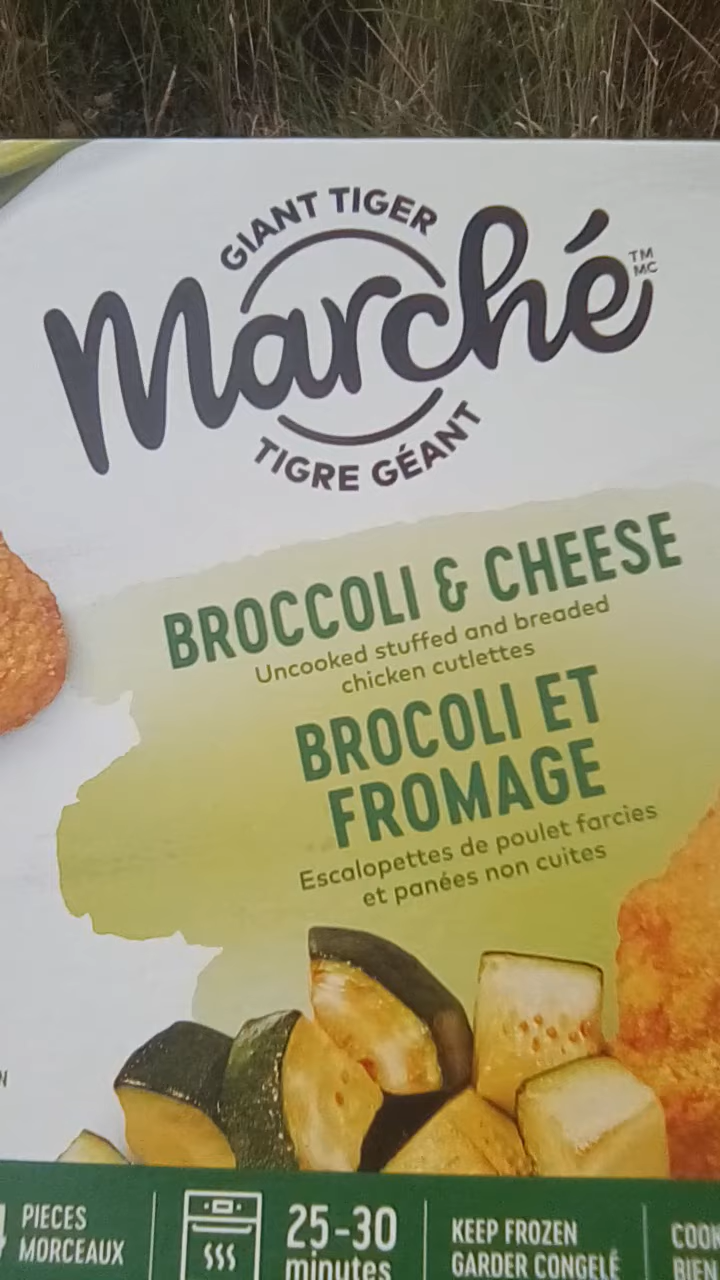 GIANT TIGER
Marché
TM
MC
TIGRE GÉANT
BROCCOLI & CHEESE
Uncooked stuffed and breaded
chicken cutlettes
BROCOLI ET
FROMAGE
Escalopettes de poulet farcies
et panées non cuites
PIECES
MORCEAUX
25-30
minutes
KEEP FROZEN
GARDER CONGELÉ
BIEN